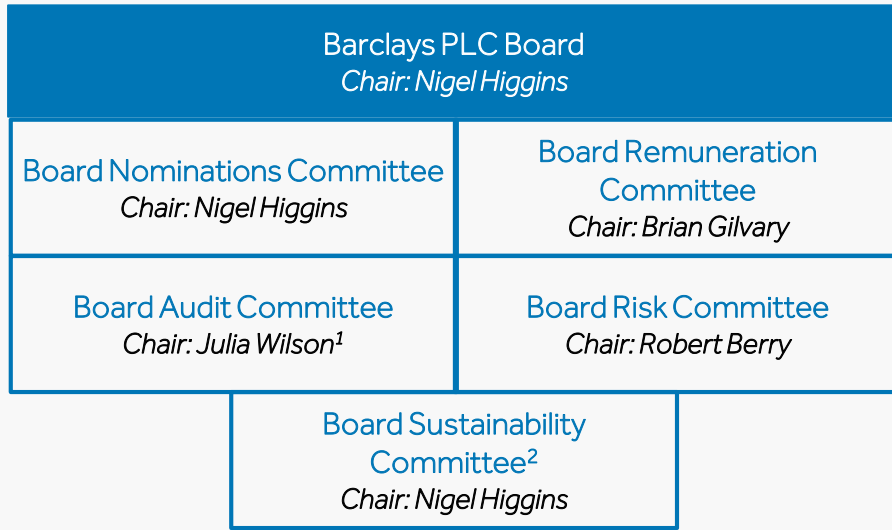 Barclays PLC Board
Chair: Nigel Higgins
Board Nominations Committee
Chair: Nigel Higgins
Board Remuneration
Committee
Chair: Brian Gilvary
Board Audit Committee
Chair: Julia Wilson¹
Board Risk Committee
Chair: Robert Berry
Board Sustainability
Committee²
Chair: Nigel Higgins